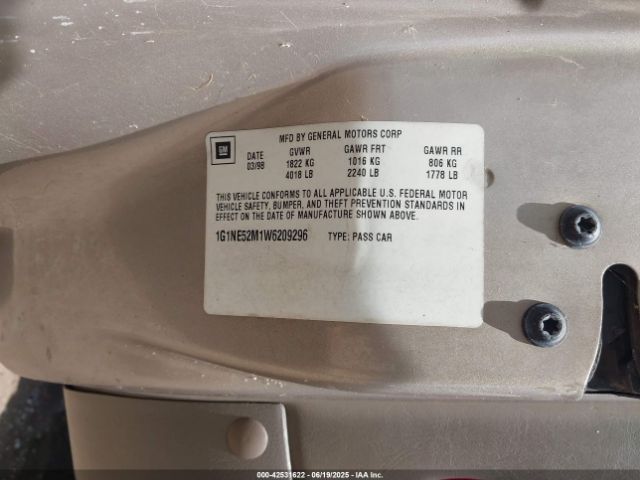 MFD BY GENERAL MOTORS CORP
GM DATE GVWR GAWR FRT GAWR RR
03/98 1822 KG 1016 KG 806 KG
4018 LB 2240 LB 1778 LB
THIS VEHICLE CONFORMS TO ALL APPLICABLE U.S. FEDERAL MOTOR
VEHICLE SAFETY, BUMPER, AND THEFT PREVENTION STANDARDS IN
EFFECT ON THE DATE OF MANUFACTURE SHOWN ABOVE.
1G1NE52M1W6209296 TYPE: PASS CAR
000-42531622 - 06/19/2025 - IAA Inc.